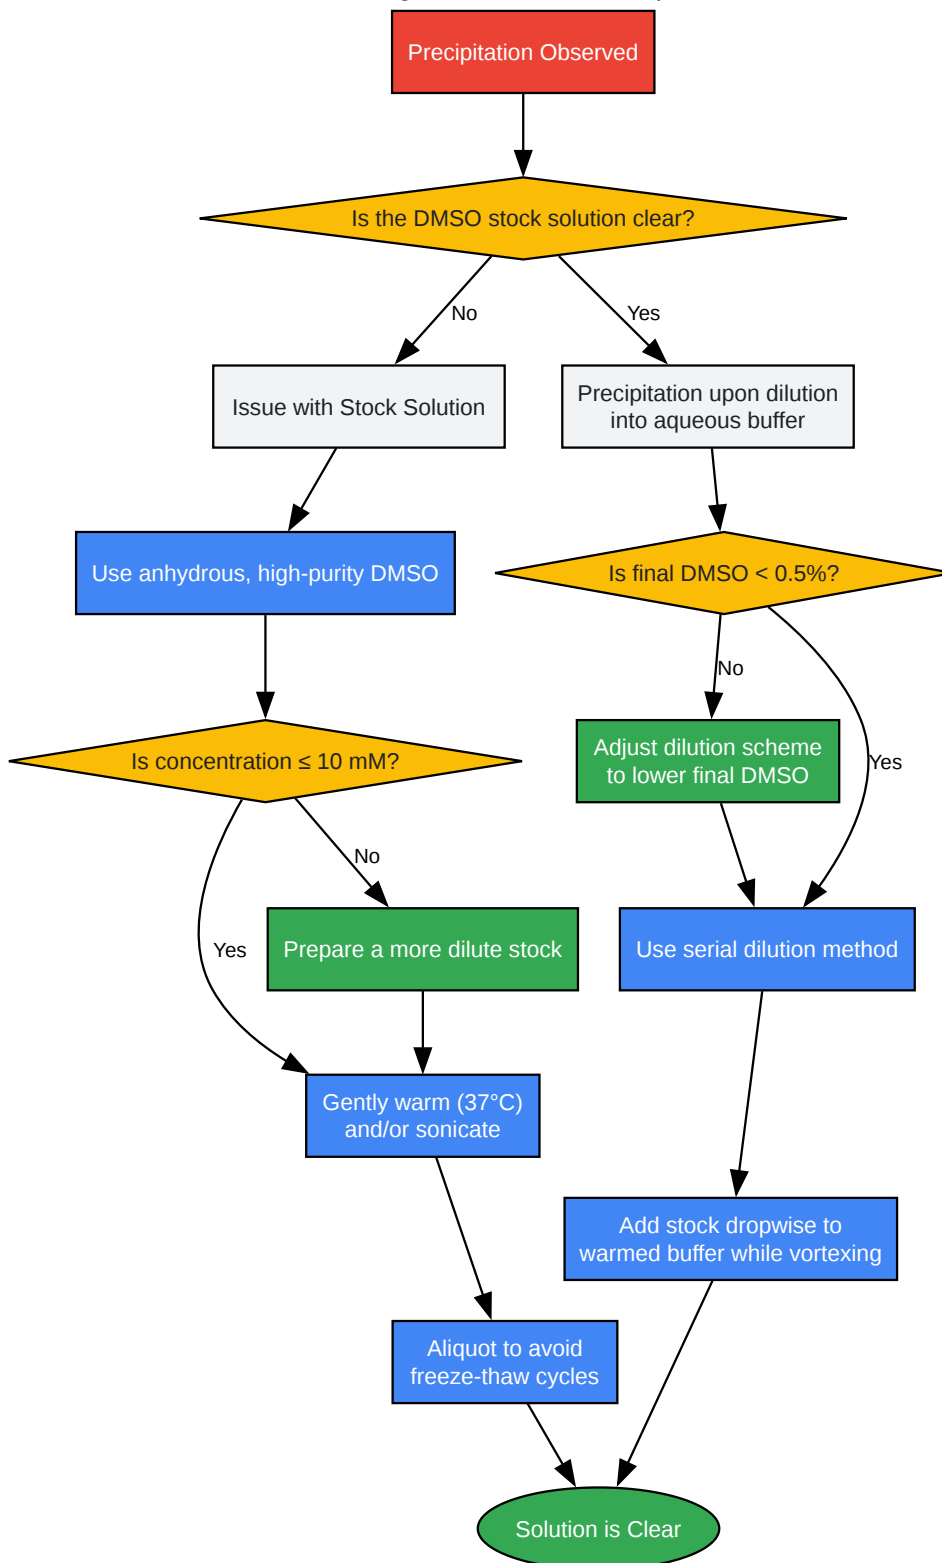 Precipitation Observed
Is the DMSO stock solution clear?
No
Yes
Issue with Stock Solution
Precipitation upon dilution
into aqueous buffer
Use anhydrous, high-purity DMSO
Is final DMSO < 0.5%?
No
Adjust dilution scheme
to lower final DMSO
Yes
Is concentration ≤ 10 mM?
No
Yes
Prepare a more dilute stock
Use serial dilution method
Gently warm (37°C)
and/or sonicate
Add stock dropwise to
warmed buffer while vortexing
Aliquot to avoid
freeze-thaw cycles
Solution is Clear